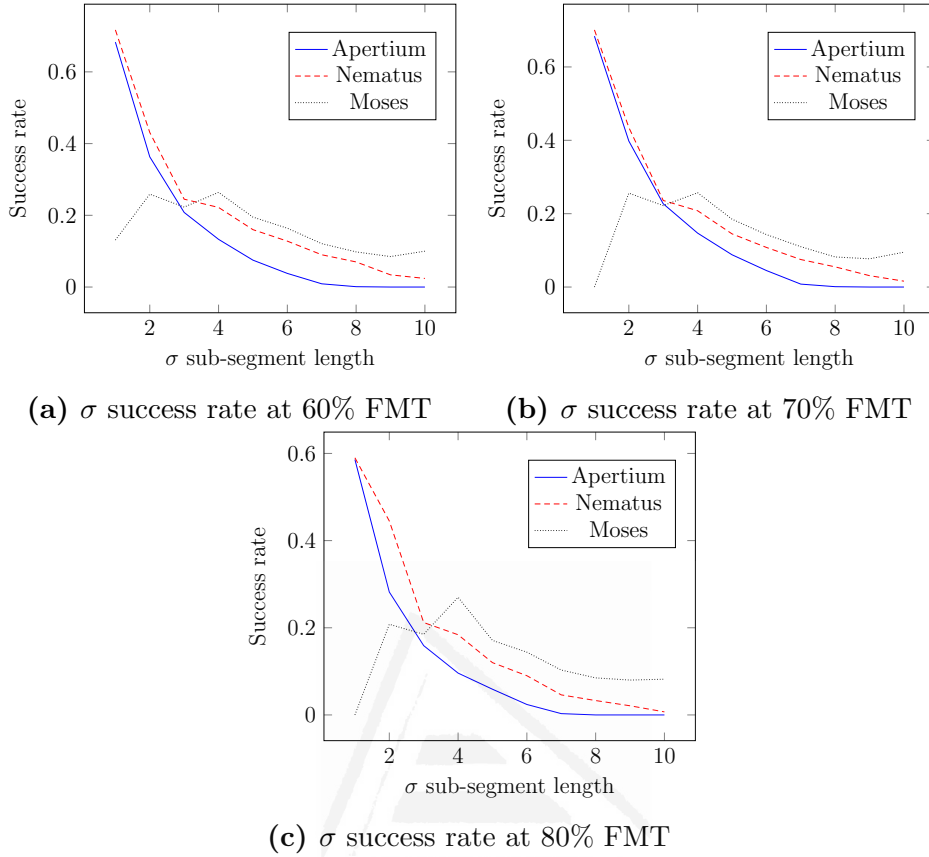 Success rate
0.6
0.4
0.2
0
2
4
6
8
10
σ sub-segment length
Apertium
Nematus
Moses
(a) σ success rate at 60% FMT
Success rate
0.6
0.4
0.2
0
2
4
6
8
10
σ sub-segment length
Apertium
Nematus
Moses
(b) σ success rate at 70% FMT
Success rate
0.6
0.4
0.2
0
2
4
6
8
10
σ sub-segment length
Apertium
Nematus
Moses
(c) σ success rate at 80% FMT